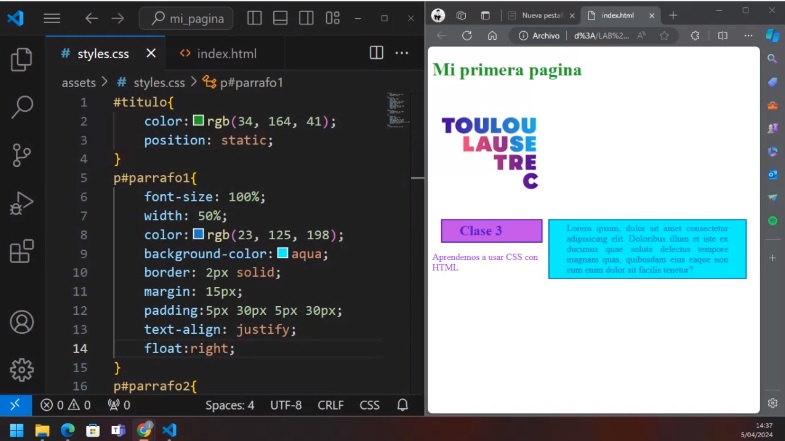 mi_pagina
# styles.css
<> index.html
assets > # styles.css > p#parrafo1
1 #titulo{
2 color: rgb(34, 164, 41);
3 position: static;
4 }
5 p#parrafo1{
6 font-size: 100%;
7 width: 50%;
8 color: rgb(23, 125, 198);
9 background-color: aqua;
10 border: 2px solid;
11 margin: 15px;
12 padding:5px 30px 5px 30px;
13 text-align: justify;
14 float:right;
15 }
16 p#parrafo2{
0 0 0
Spaces: 4 UTF-8 CRLF CSS
Nueva pesta
index.html
Archivo d%3A/LAB2...
Mi primera pagina
TOULOU
LAUSE
TRE
C
Clase 3
Aprendemos a usar CSS con
HTML
Lorem ipsum, dolor sit amet consectetur
adipisicing elit. Doloribus illum et iste ex
ducimus quae soluta delectus tempore
magnam quas, quibusdam eius eaque non
eum enim dolor sit facilis tenetur?
14:37
5/04/2024